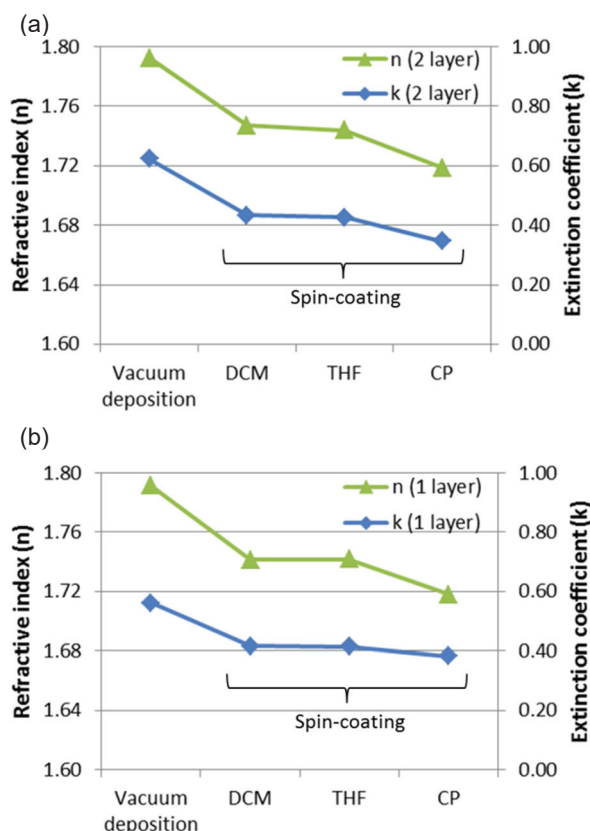 (a)
1.80
1.76
1.72
1.68
1.64
1.60
Refractive index (n)
n (2 layer)
k (2 layer)
Spin-coating
1.00
0.80
0.60
0.40
0.20
0.00
Extinction coefficient (k)
Vacuum
deposition
DCM
THF
CP
(b)
1.80
1.76
1.72
1.68
1.64
1.60
Refractive index (n)
n (1 layer)
k (1 layer)
Spin-coating
1.00
0.80
0.60
0.40
0.20
0.00
Extinction coefficient (k)
Vacuum
deposition
DCM
THF
CP